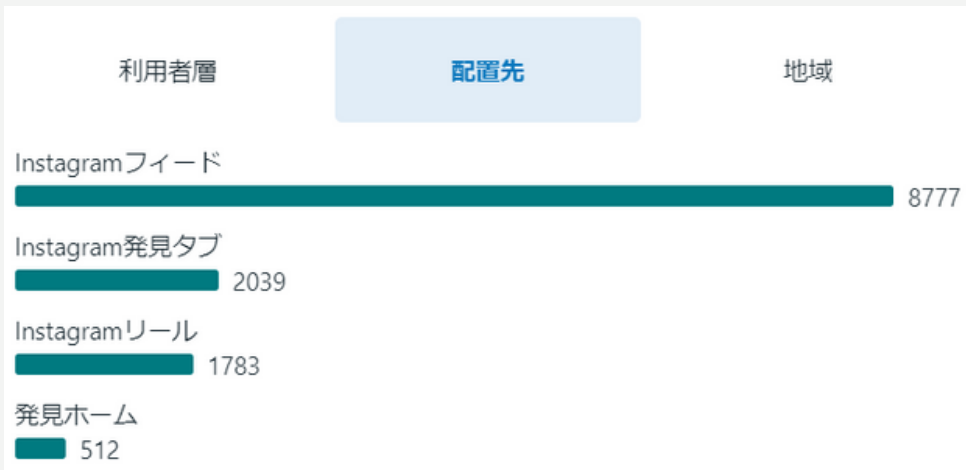 利用者層 配置先 地域
Instagramフィード
8777
Instagram発見タブ
2039
Instagramリール
1783
発見ホーム
512